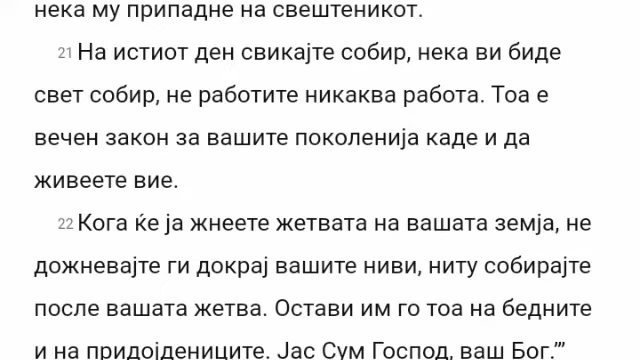 нека му припадне на свештеникот.
21 На истиот ден свикајте собир, нека ви биде
свет собир, не работите никаква работа. Тоа е
вечен закон за вашите поколенија каде и да
живеете вие.
22 Кога ќе ја жнеете жетвата на вашата земја, не
дожневајте ги докрај вашите ниви, ниту собирајте
после вашата жетва. Остави им го тоа на бедните
и на придојдениците. Јас Сум Господ, ваш Бог.’”